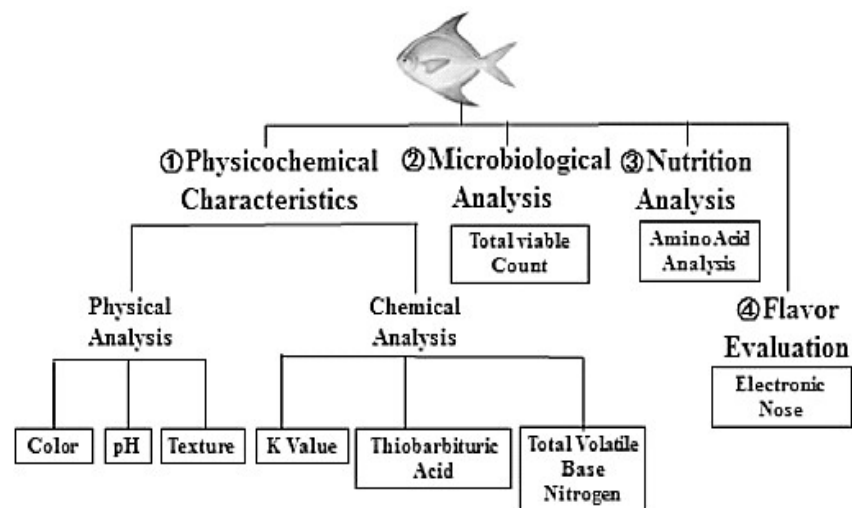 ①Physicochemical
Characteristics
②Microbiological
Analysis
Total viable
Count
③Nutrition
Analysis
Amino Acid
Analysis
④Flavor
Evaluation
Electronic
Nose
Physical
Analysis
Chemical
Analysis
Color
pH
Texture
K Value
Thiobarbituric
Acid
Total Volatile
Base
Nitrogen